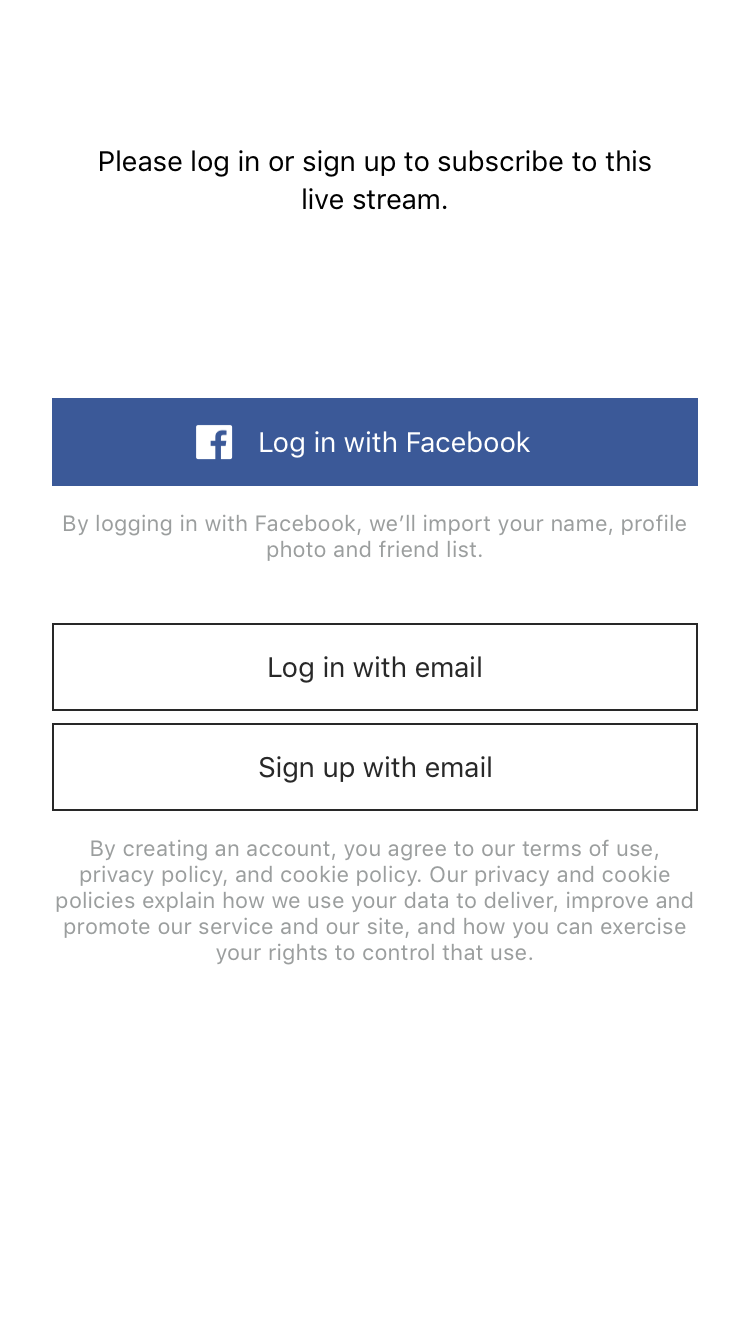 Please log in or sign up to subscribe to this
live stream.
Log in with Facebook
By logging in with Facebook, we’ll import your name, profile
photo and friend list.
Log in with email
Sign up with email
By creating an account, you agree to our terms of use,
privacy policy, and cookie policy. Our privacy and cookie
policies explain how we use your data to deliver, improve and
promote our service and our site, and how you can exercise
your rights to control that use.